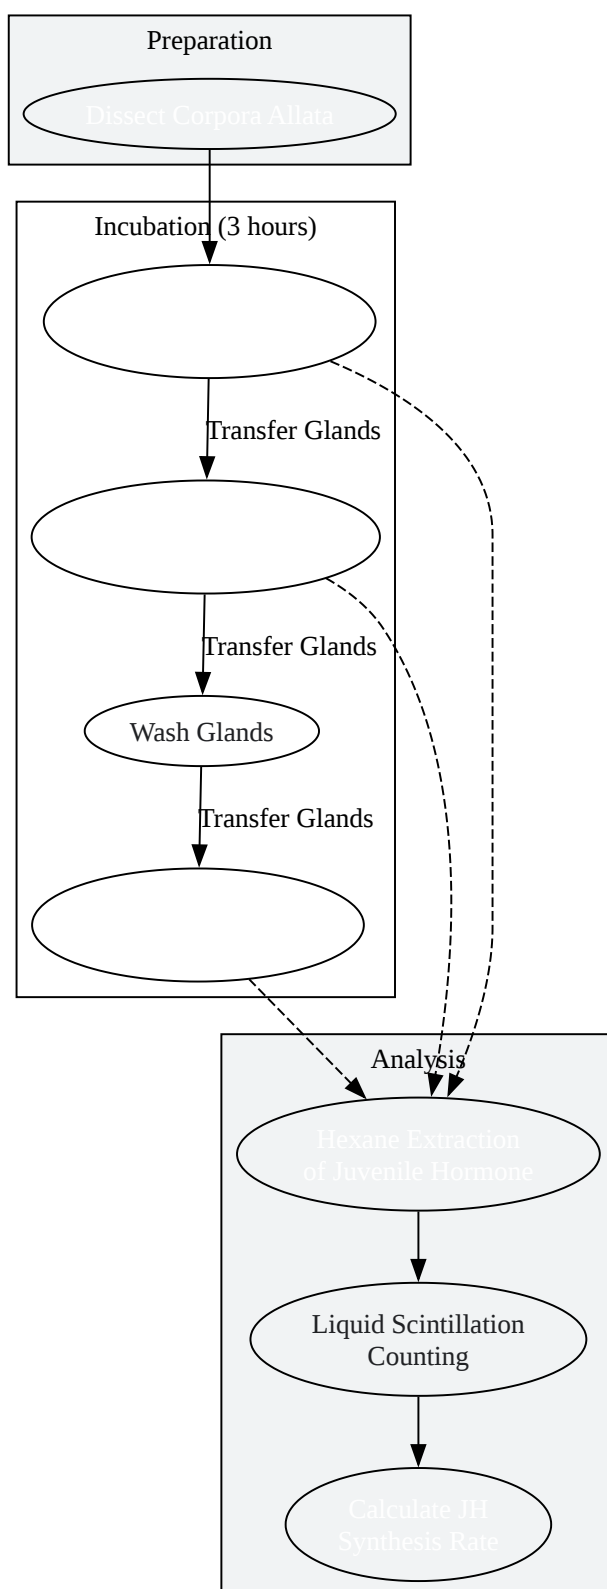 Preparation
Dissect Corpora Allata
Incubation (3 hours)
Transfer Glands
Transfer Glands
Wash Glands
Transfer Glands
Analysis
Hexane Extraction
of Juvenile Hormone
Liquid Scintillation
Counting
Calculate JH
Synthesis Rate